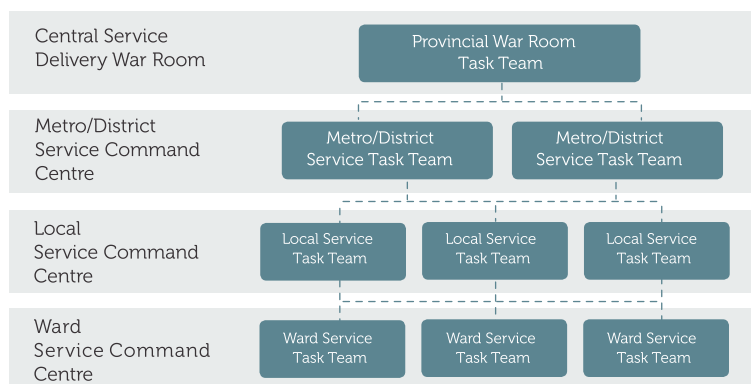 Central Service
Delivery War Room
Provincial War Room
Task Team
Metro/District
Service Command
Centre
Metro/District
Service Task Team
Metro/District
Service Task Team
Local
Service Command
Centre
Local Service
Task Team
Local Service
Task Team
Local Service
Task Team
Ward
Service Command
Centre
Ward Service
Task Team
Ward Service
Task Team
Ward Service
Task Team